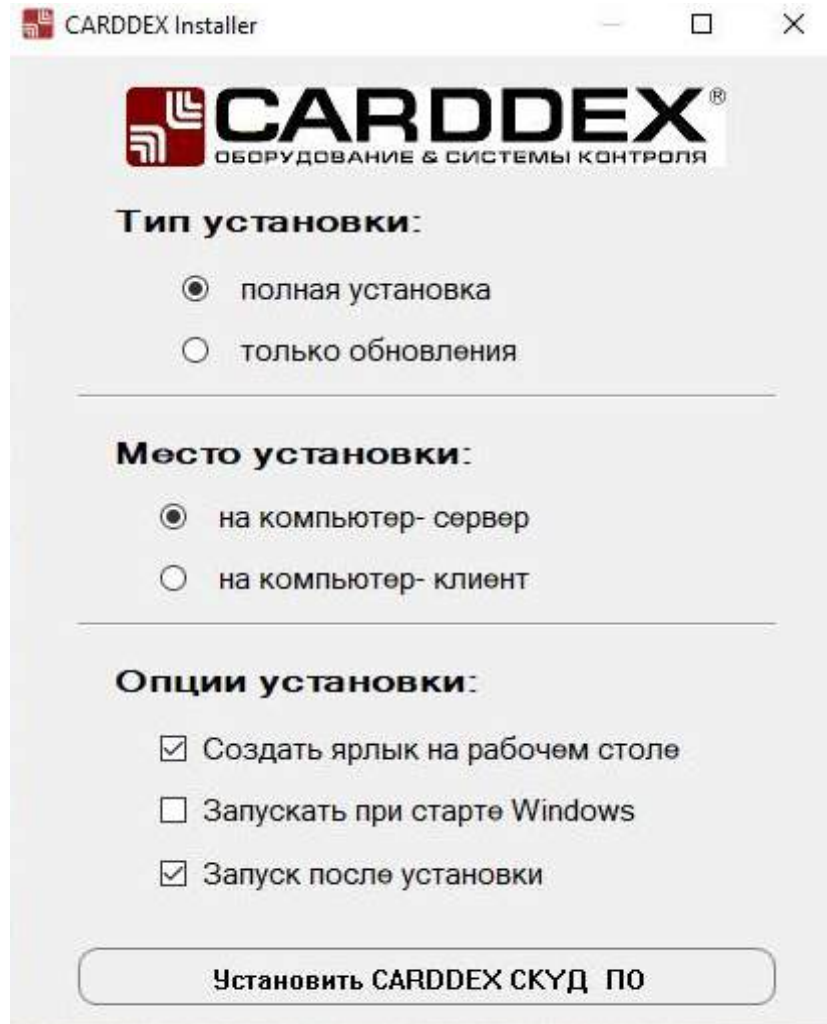 CARDDEX Installer
CARDDEX®
ОБОРУДОВАНИЕ & СИСТЕМЫ КОНТРОЛЯ
Тип установки:
полная установка
только обновления
Место установки:
на компьютер- сервер
на компьютер- клиент
Опции установки:
Создать ярлык на рабочем столе
Запускать при старте Windows
Запуск после установки
Установить CARDDEX СКУД ПО